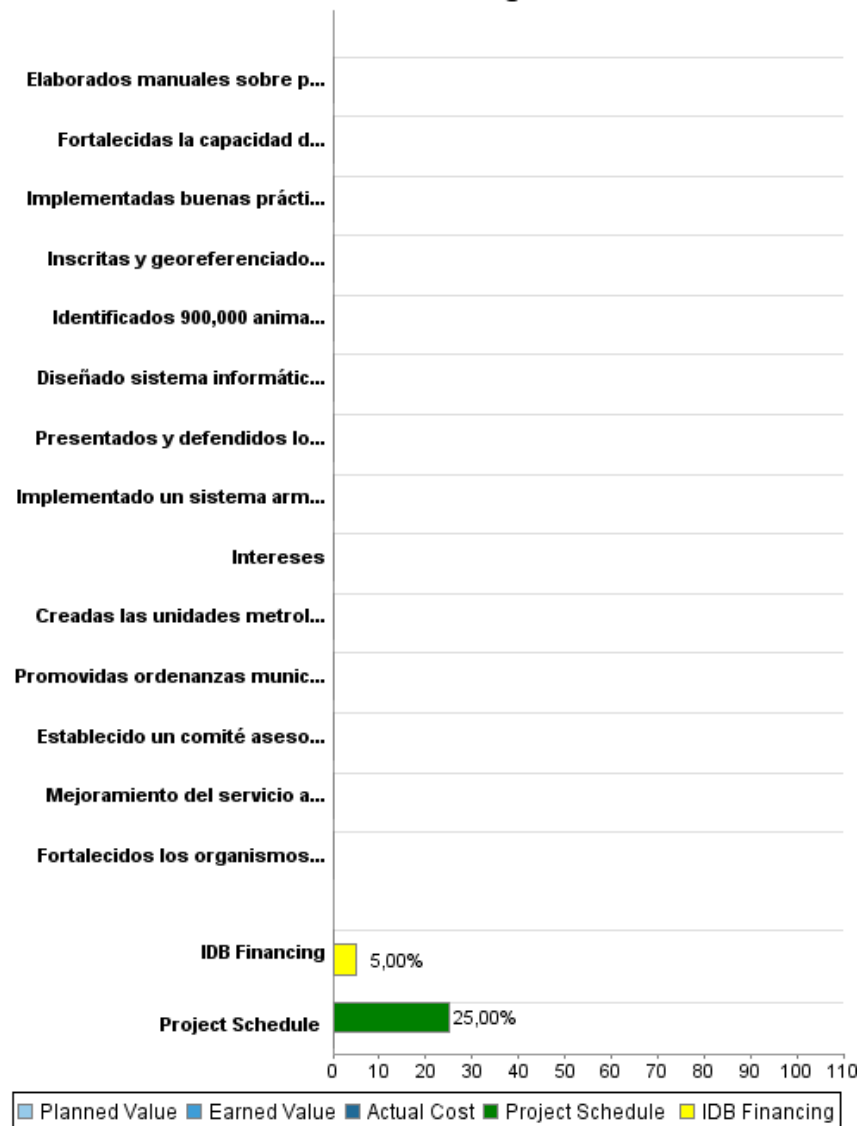 Elaborados manuales sobre p...
Fortalecidas la capacidad d...
Implementadas buenas prácti...
Inscritas y georeferenciado...
Identificados 900,000 anima...
Diseñado sistema informátic...
Presentados y defendidos lo...
Implementado un sistema arm...
Intereses
Creadas las unidades metrol...
Promovidas ordenanzas munic...
Establecido un comité aseso...
Mejoramiento del servicio a...
Fortalecidos los organismos...
IDB Financing 5,00%
Project Schedule 25,00%
0 10 20 30 40 50 60 70 80 90 100 110
Planned Value Earned Value Actual Cost Project Schedule IDB Financing